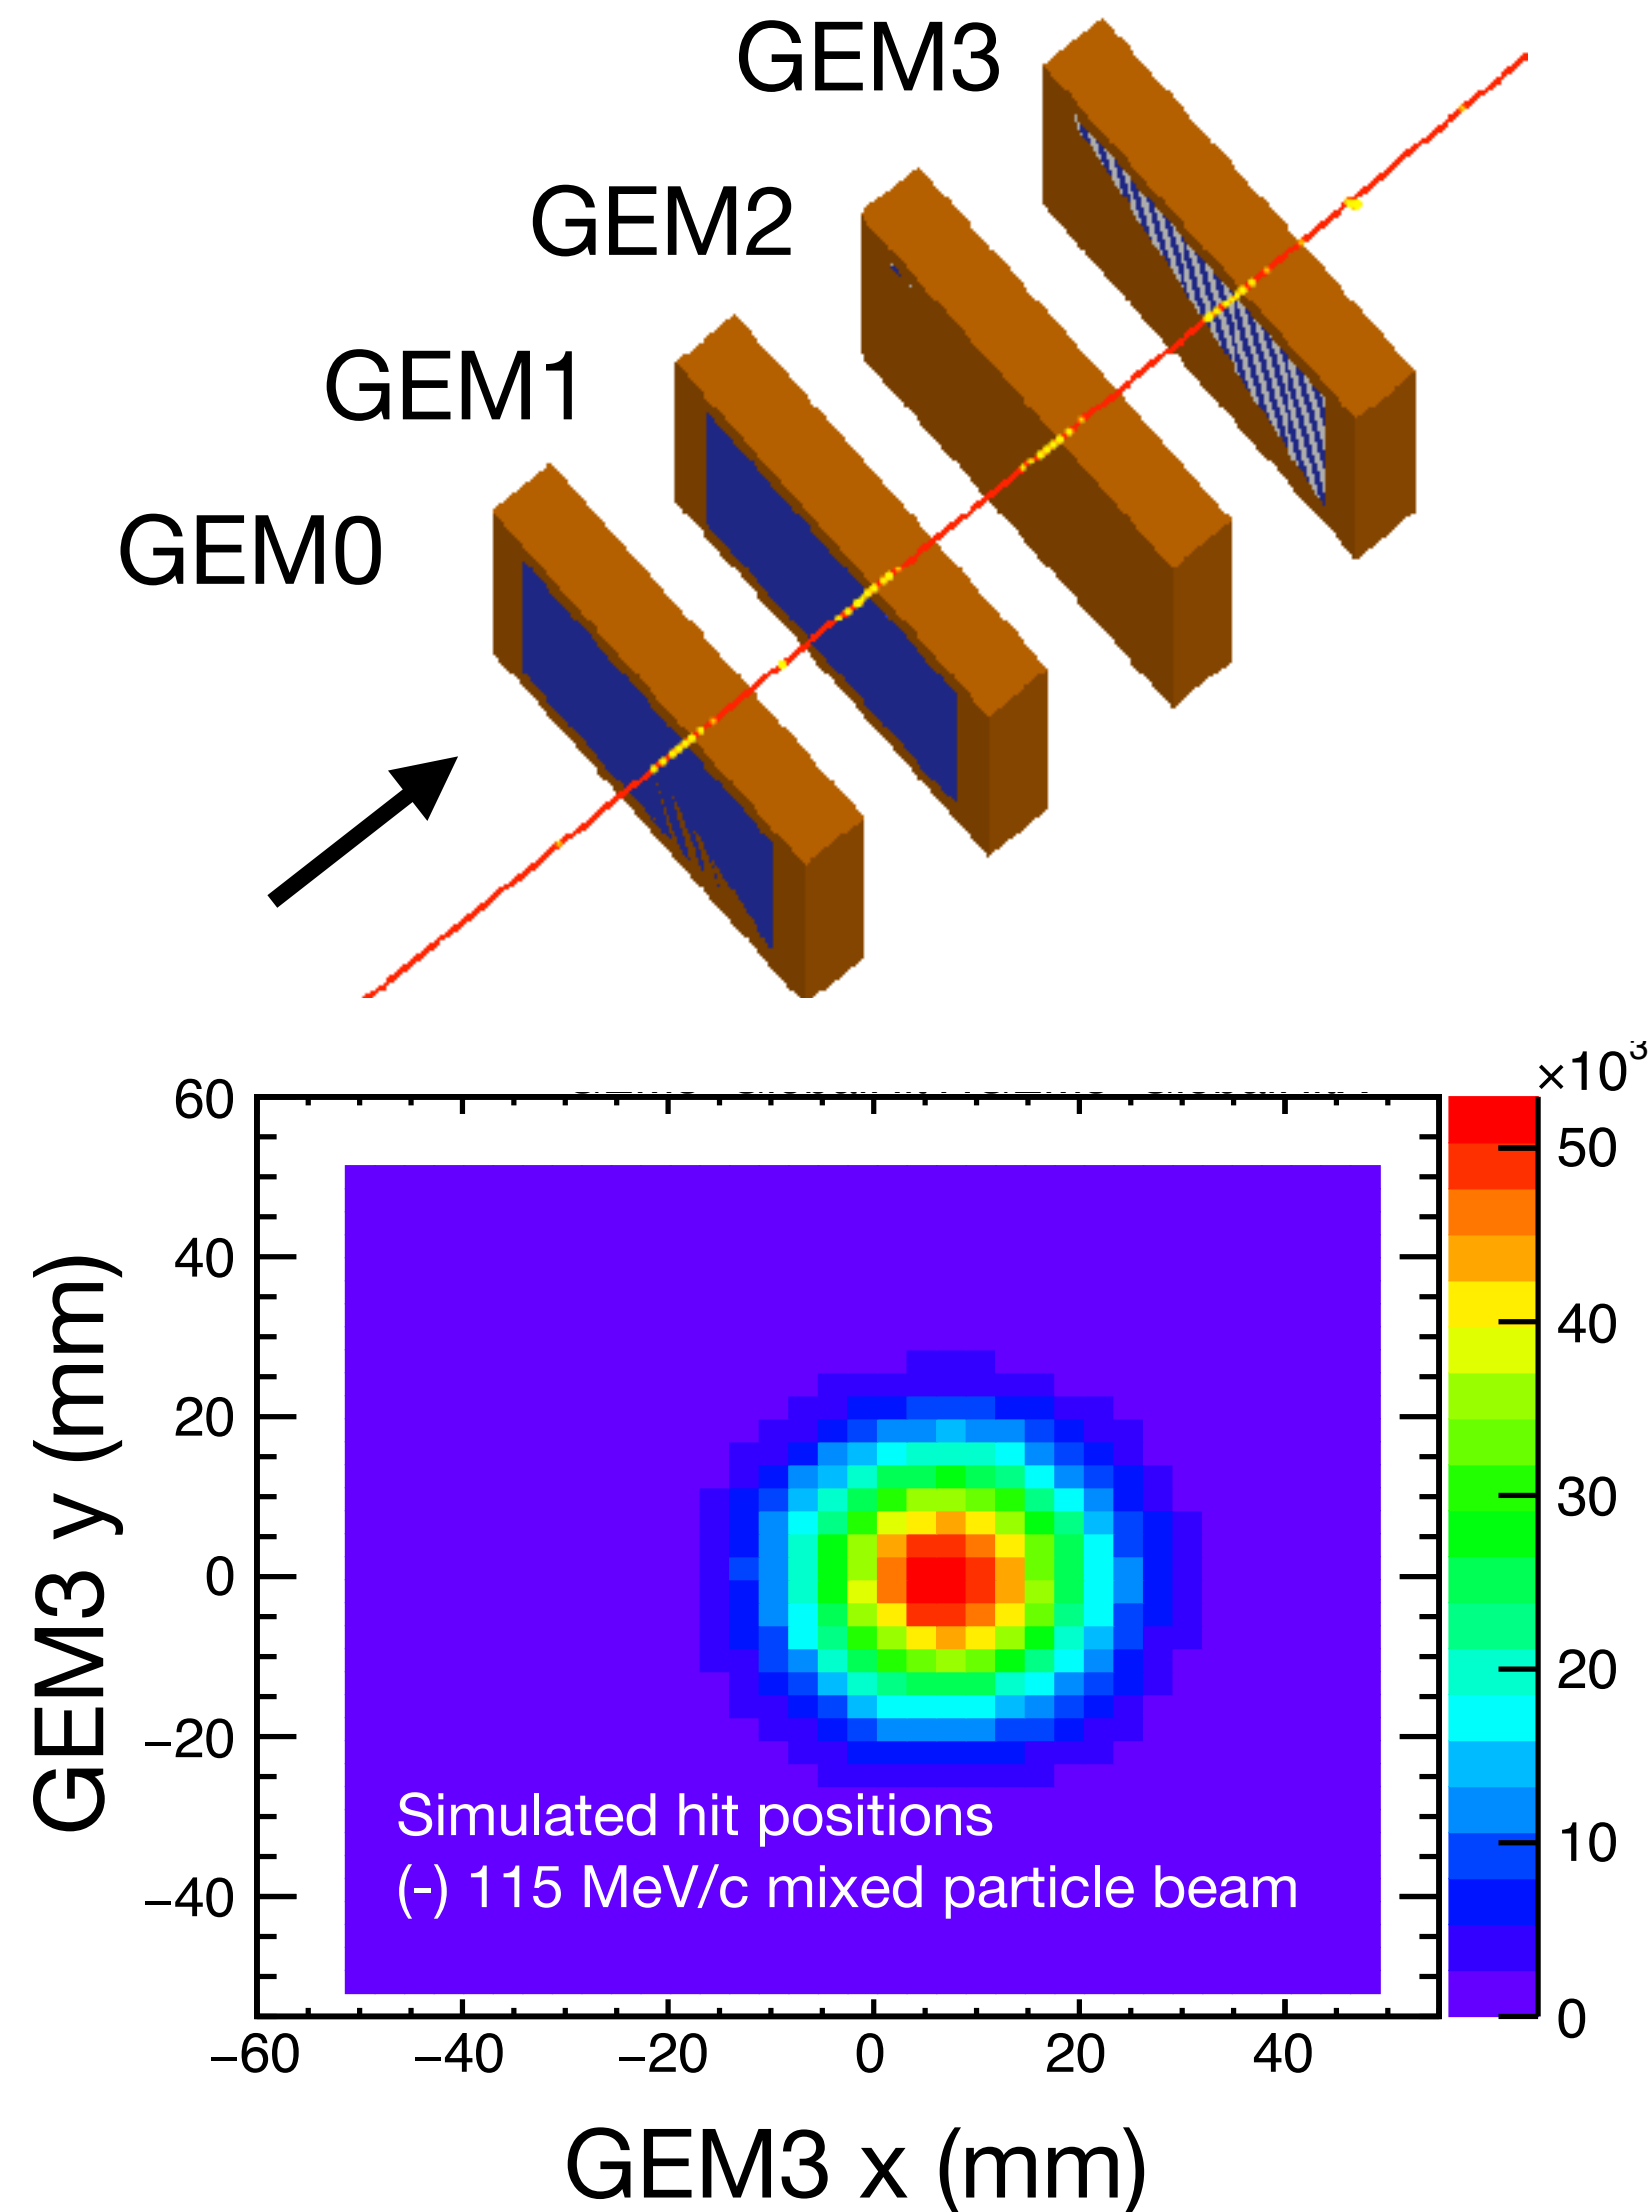 GEM3
GEM2
GEM1
GEM0
×10³
60
40
20
0
−20
−40
50
40
30
20
10
0
Simulated hit positions
(-) 115 MeV/c mixed particle beam
−60
−40
−20
0
20
40
GEM3 y (mm)
GEM3 x (mm)